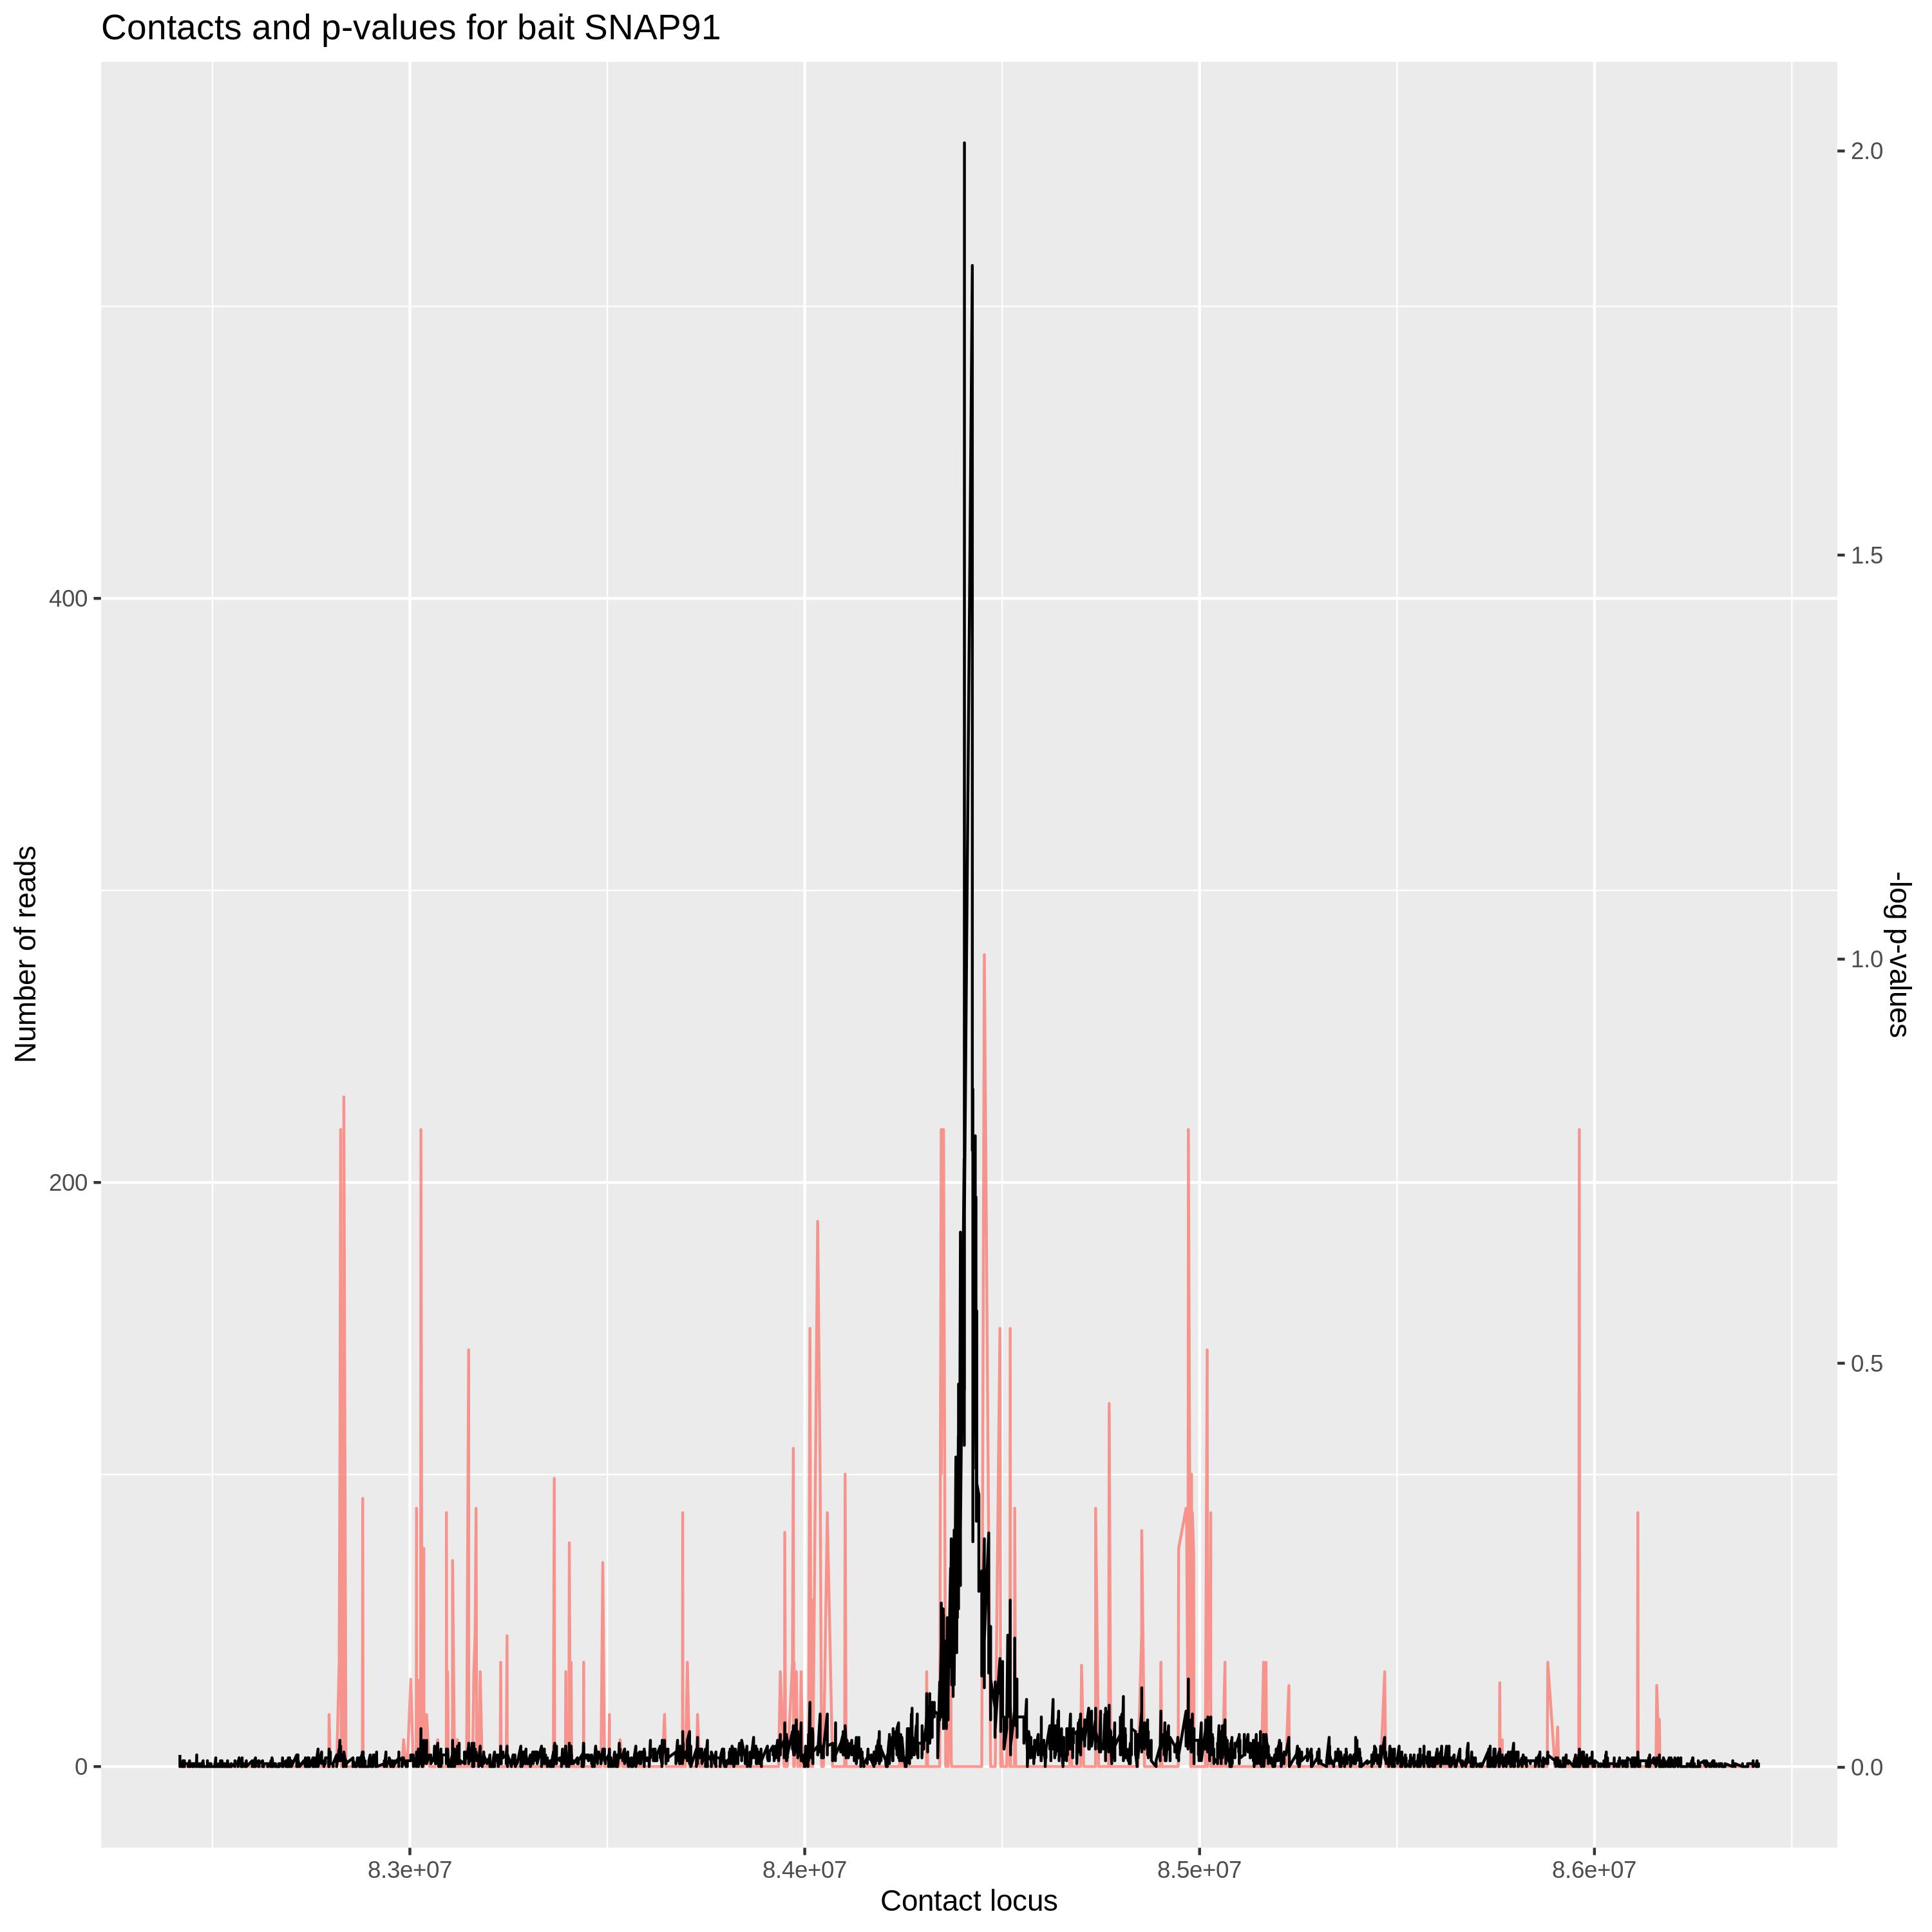 Contacts and p-values for bait SNAP91
Number of reads
400
200
0
2.0
1.5
1.0
0.5
0.0
-log p-values
8.3e+07
8.4e+07
8.5e+07
8.6e+07
Contact locus